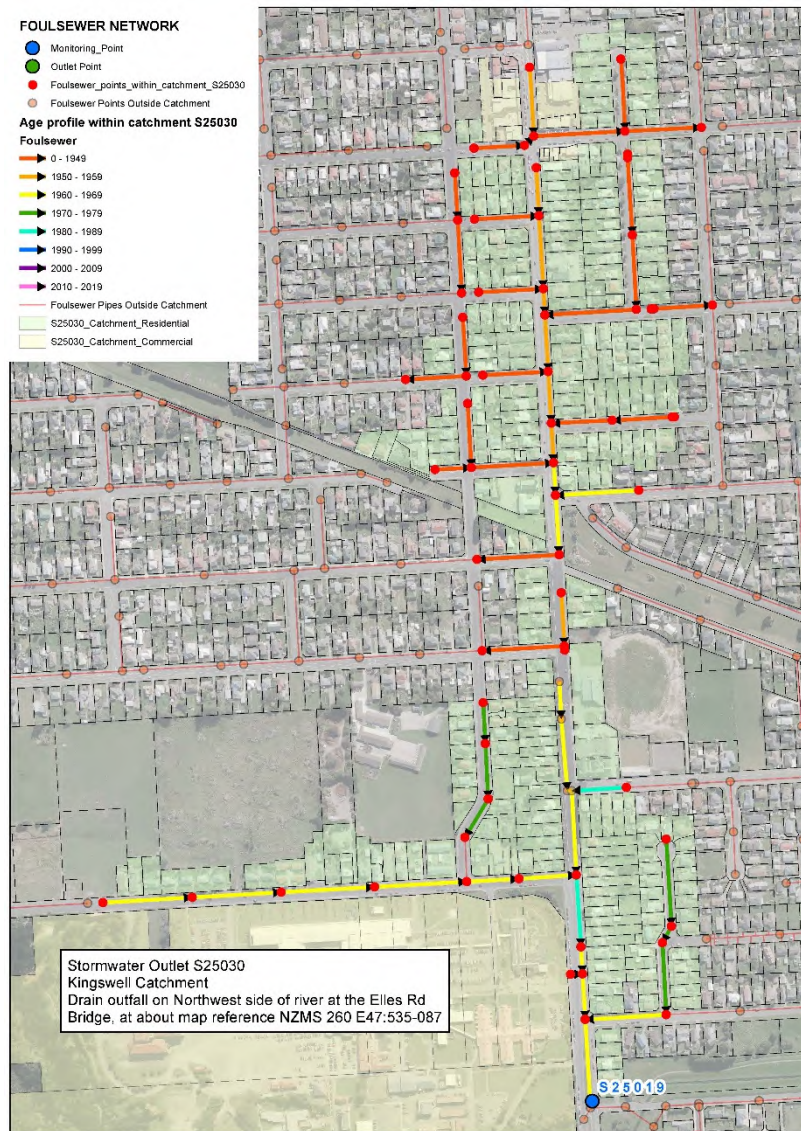 FOULSEWER NETWORK
Monitoring_Point
Outlet Point
Foulsewer_points_within_catchment_S25030
Foulsewer Points Outside Catchment
Age profile within catchment S25030
Foulsewer
0 - 1949
1950 - 1959
1960 - 1969
1970 - 1979
1980 - 1989
1990 - 1999
2000 - 2009
2010 - 2019
Foulsewer Pipes Outside Catchment
S25030_Catchment_Residential
S25030_Catchment_Commercial
Stormwater Outlet S25030
Kingswell Catchment
Drain outfall on Northwest side of river at the Elles Rd
Bridge, at about map reference NZMS 260 E47:535-087
S25019